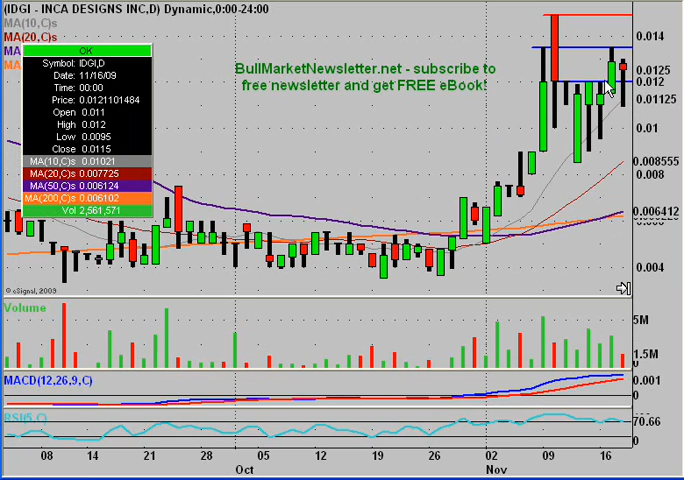 (IDGI - INCA DESIGNS INC,D) Dynamic,0:00-24:00
MA(10,C)s
MA(20,C)s
MA
MA
OK
Symbol: IDGI,D
Date: 11/16/09
Time: 00:00
Price: 0.0121101484
Open 0.011
High 0.012
Low 0.0095
Close 0.0115
MA(10,C)s 0.01021
MA(20,C)s 0.007725
MA(50,C)s 0.006124
MA(200,C)s 0.006102
Vol 2,561,571
BullMarketNewsletter.net - subscribe to
free newsletter and get FREE eBook!
0.014
0.0125
0.012
0.01125
0.01
0.008555
0.008
0.006412
0.004
© eSignal, 2009
Volume
5M
1.5M
MACD(12,26,9,C)
0.001
0
RSI(5,C)
70.66
0
08 14 21 28 05 12 19 26 02 09 16
Oct Nov